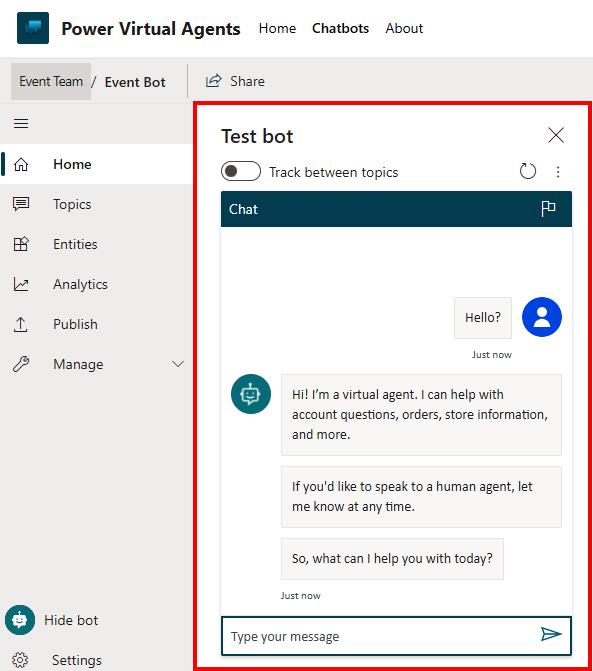 Power Virtual Agents Home Chatbots About
Event Team / Event Bot Share
Home
Topics
Entities
Analytics
Publish
Manage
Hide bot
Settings
Test bot
Track between topics
Chat
Hello?
Just now
Hi! I'm a virtual agent. I can help with
account questions, orders, store information,
and more.
If you'd like to speak to a human agent, let
me know at any time.
So, what can I help you with today?
Just now
Type your message